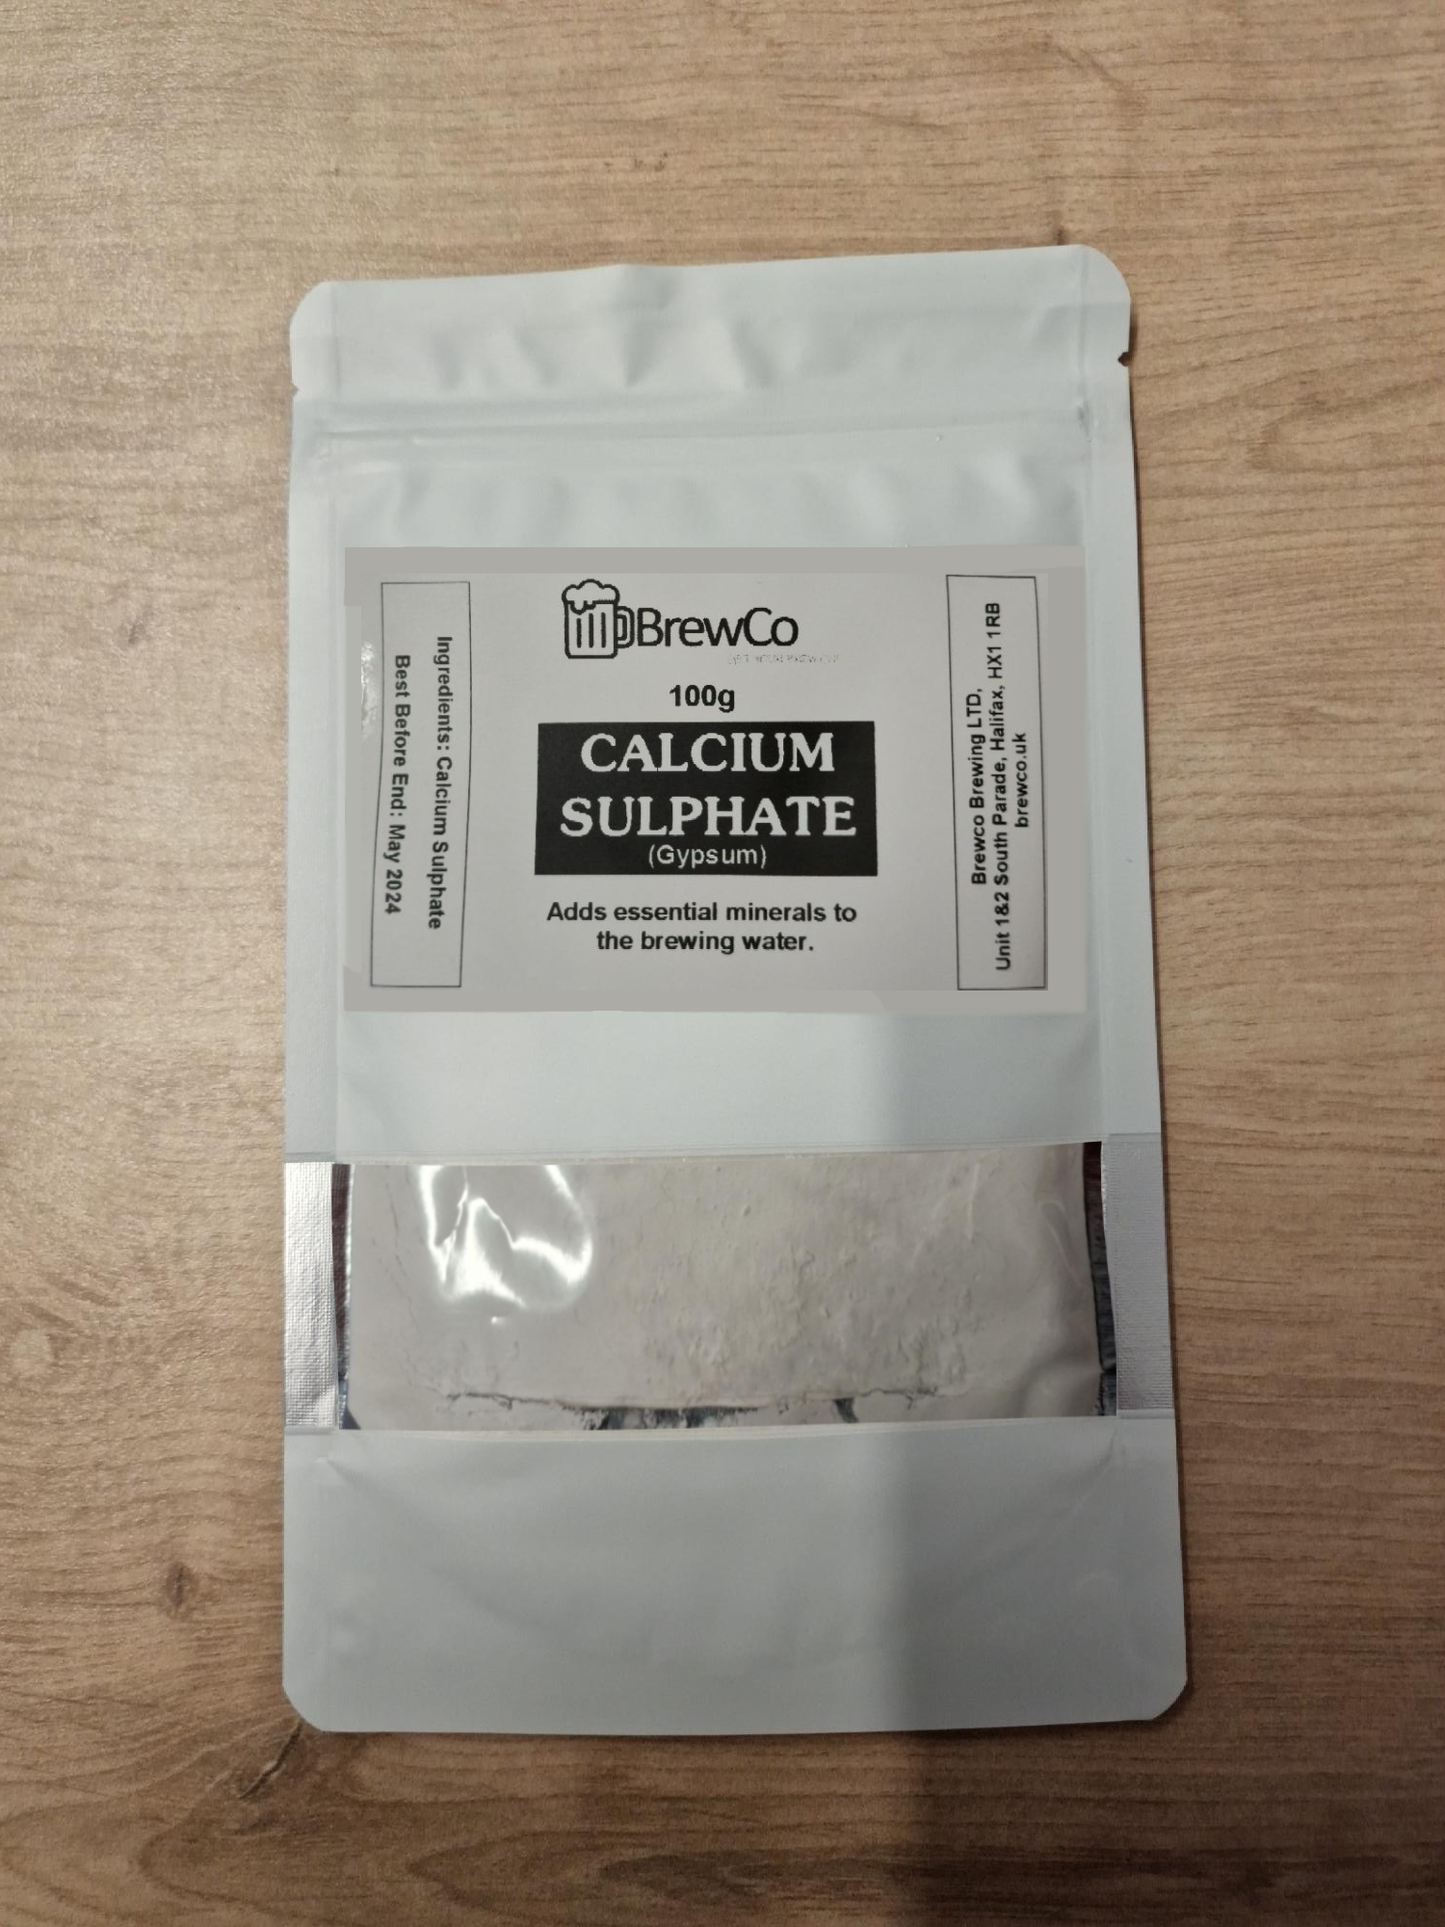 Ingredients: Calcium Sulphate
Best Before End: May 2024
BrewCo
100g
CALCIUM
SULPHATE
(Gypsum)
Adds essential minerals to
the brewing water.
Brewco Brewing LTD,
Unit 1&2 South Parade, Halifax, HX1 1RB
brewco.uk